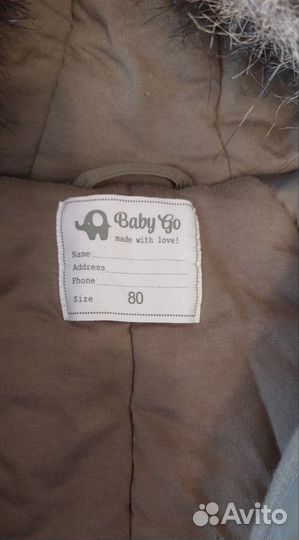 Baby Go
made with love!
Name
Address
Phone
Size 80
Avito